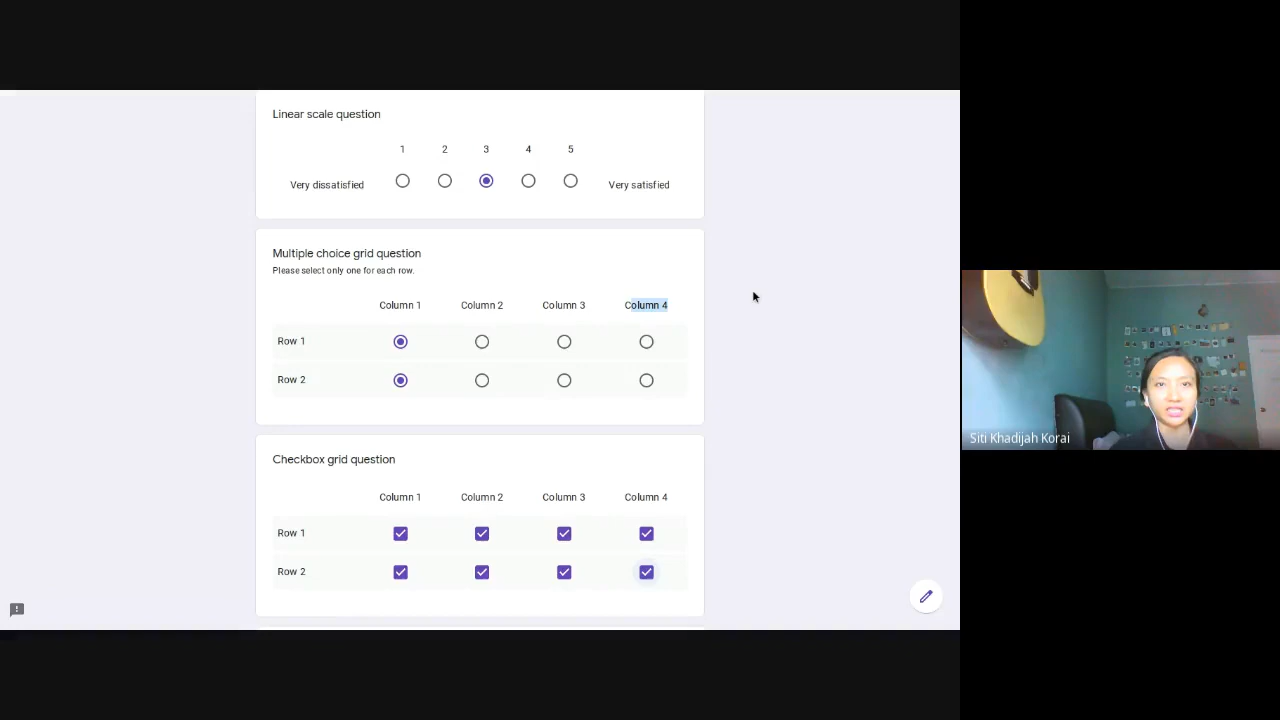 Linear scale question
1 2 3 4 5
Very dissatisfied Very satisfied
Multiple choice grid question
Please select only one for each row.
Column 1 Column 2 Column 3 Column 4
Row 1
Row 2
Checkbox grid question
Column 1 Column 2 Column 3 Column 4
Row 1
Row 2
Siti Khadijah Korai